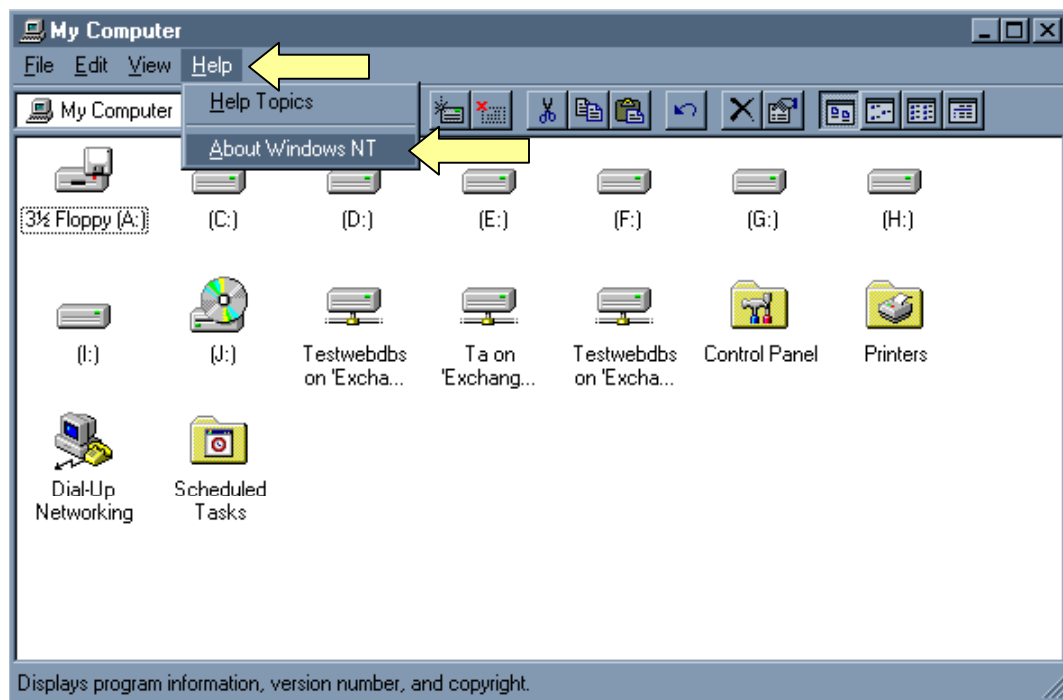 My Computer
File Edit View Help
My Computer
Help Topics
About Windows NT
3½ Floppy (A:) (C:) (D:) (E:) (F:) (G:) (H:)
(I:) (J:) Testwebdbs on 'Excha... Ta on 'Exchang... Testwebdbs on 'Excha... Control Panel Printers
Dial-Up Networking Scheduled Tasks
Displays program information, version number, and copyright.